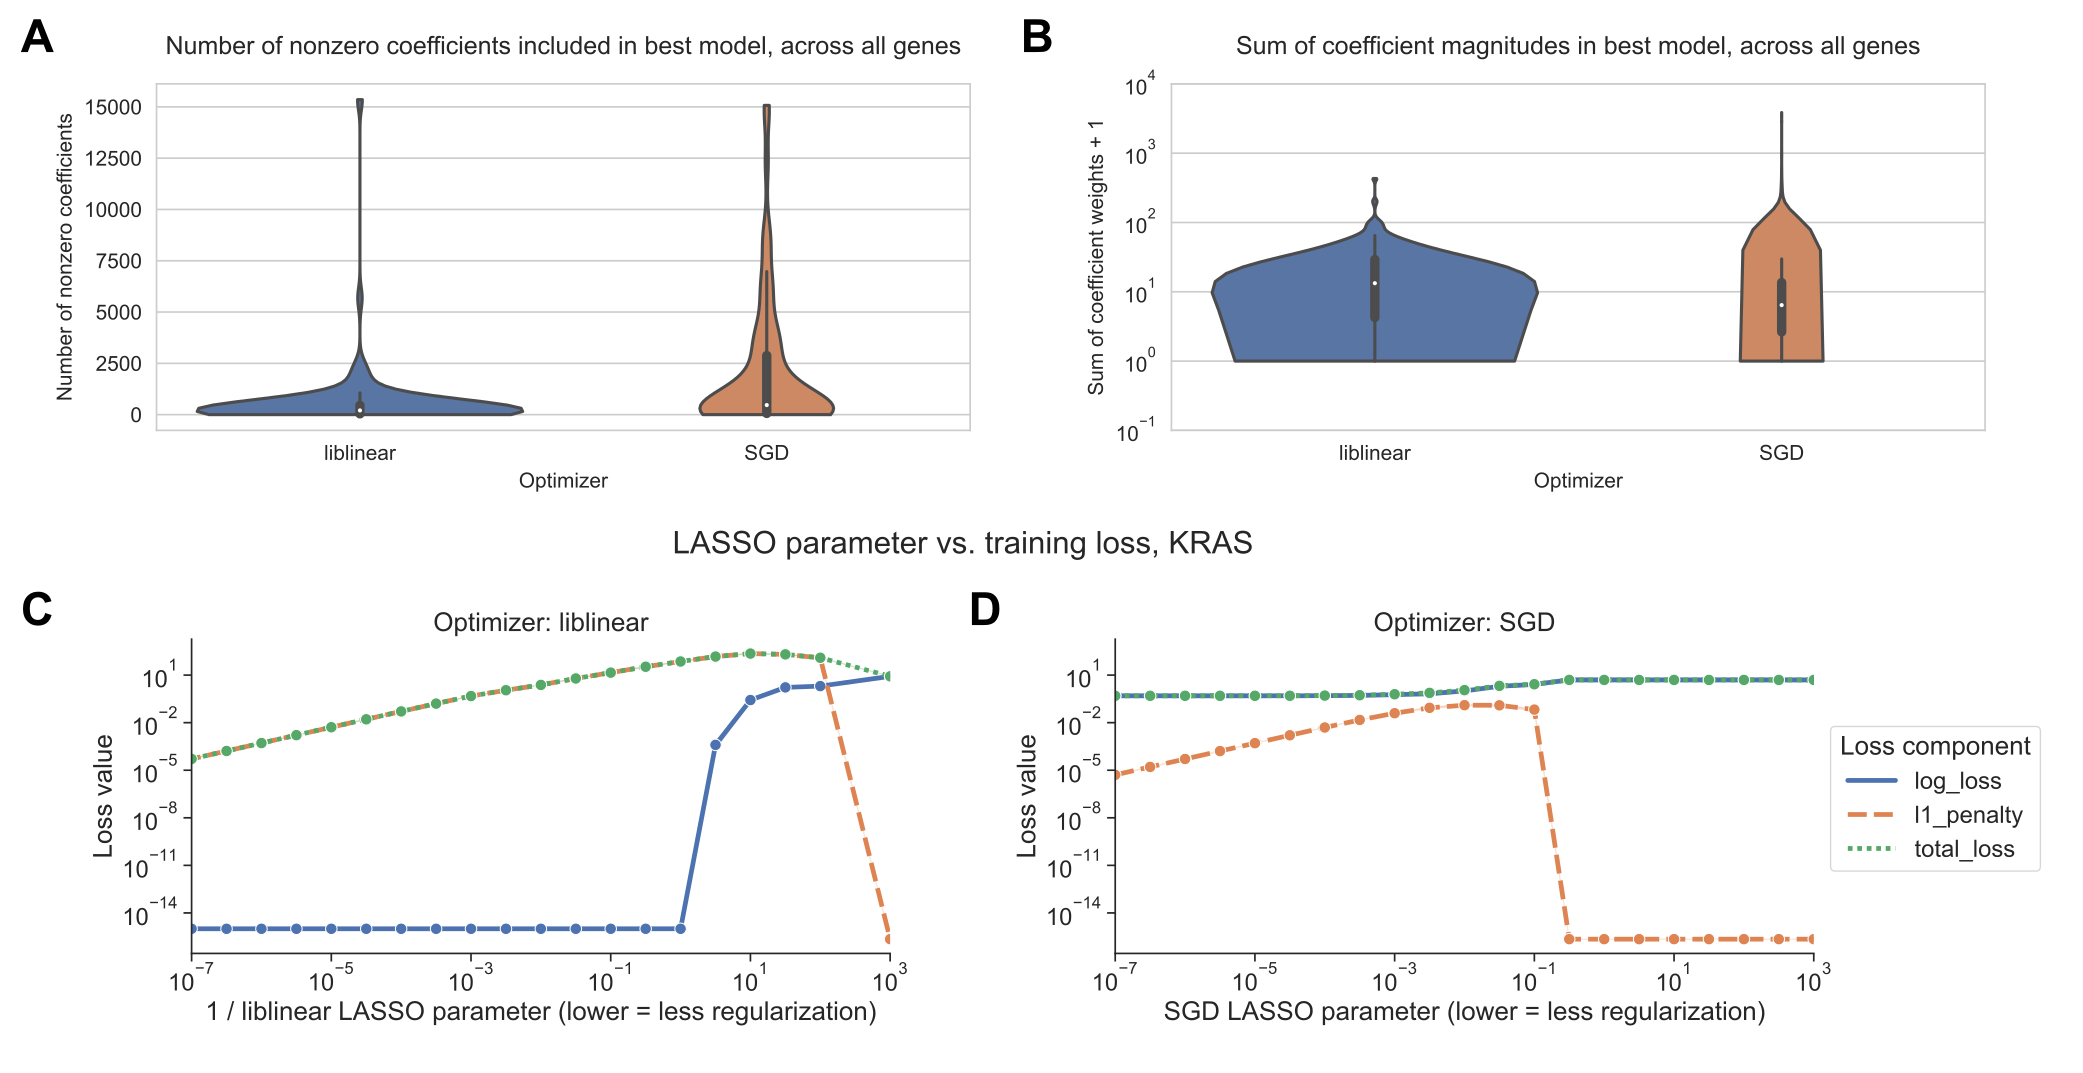 A
Number of nonzero coefficients included in best model, across all genes
Number of nonzero coefficients
15000
12500
10000
7500
5000
2500
0
liblinear
SGD
Optimizer
B
Sum of coefficient magnitudes in best model, across all genes
Sum of coefficient weights + 1
10^4
10^3
10^2
10^1
10^0
10^−1
liblinear
SGD
Optimizer
LASSO parameter vs. training loss, KRAS
C
Optimizer: liblinear
Loss value
10^1
10^−2
10^−5
10^−8
10^−11
10^−14
10^−7
10^−5
10^−3
10^−1
10^1
10^3
1 / liblinear LASSO parameter (lower = less regularization)
D
Optimizer: SGD
Loss value
10^1
10^−2
10^−5
10^−8
10^−11
10^−14
10^−7
10^−5
10^−3
10^−1
10^1
10^3
SGD LASSO parameter (lower = less regularization)
Loss component
log_loss
l1_penalty
total_loss